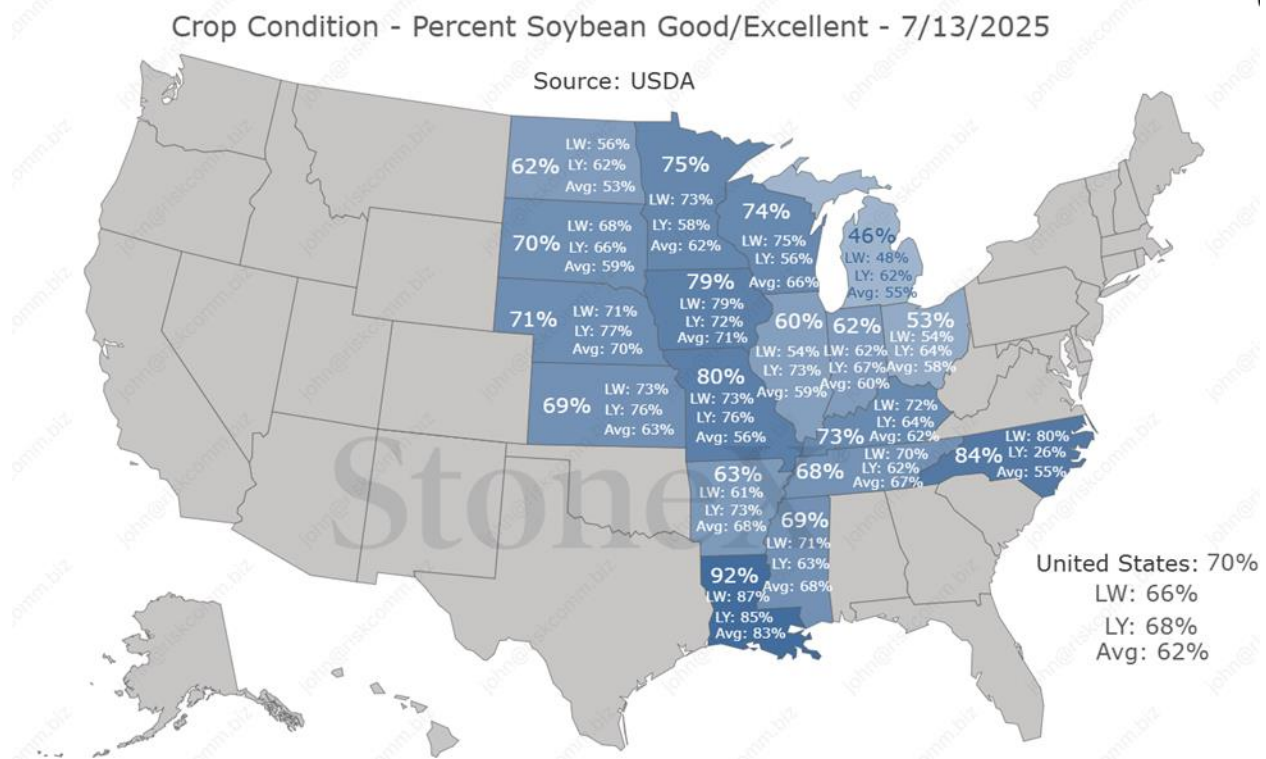 Crop Condition - Percent Soybean Good/Excellent - 7/13/2025
Source: USDA
62%
LW: 56%
LY: 62%
Avg: 53%
75%
LW: 73%
LY: 58%
Avg: 62%
74%
LW: 75%
LY: 56%
Avg: 66%
46%
LW: 48%
LY: 62%
Avg: 55%
70%
LW: 68%
LY: 66%
Avg: 59%
79%
LW: 79%
LY: 72%
Avg: 71%
71%
LW: 71%
LY: 77%
Avg: 70%
60%
LW: 54%
LY: 73%
Avg: 59%
62%
LW: 62%
LY: 67%
Avg: 60%
53%
LW: 54%
LY: 64%
Avg: 58%
69%
LW: 73%
LY: 76%
Avg: 63%
80%
LW: 73%
LY: 76%
Avg: 56%
73%
LW: 72%
LY: 64%
Avg: 62%
68%
LW: 70%
LY: 62%
Avg: 67%
84%
LW: 80%
LY: 26%
Avg: 55%
63%
LW: 61%
LY: 73%
Avg: 68%
69%
LW: 71%
LY: 63%
Avg: 68%
92%
LW: 87%
LY: 85%
Avg: 83%
United States: 70%
LW: 66%
LY: 68%
Avg: 62%
StoneX
john@riskcomm.biz